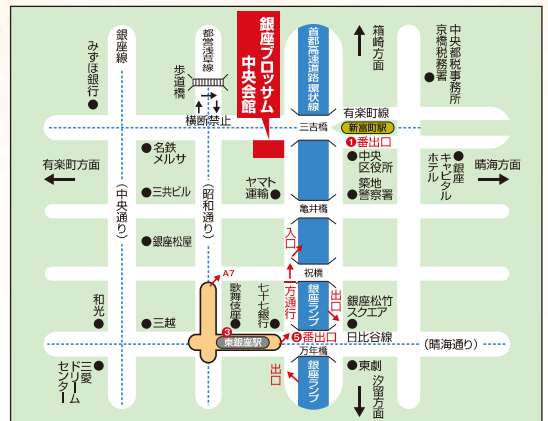 銀座線
みずほ銀行
都営浅草線
歩道橋
横断禁止
銀座ブロッサム
中央会館
首都高速道路環状線
箱崎方面
中央都税事務所
京橋税務署
有楽町線
三吉橋
新富町駅
1番出口
名鉄
メルサ
有楽町方面
中央
区役所
築地
警察署
銀座
キャピタル
ホテル
晴海方面
ヤマト
運輸
三共ビル
(中央通り)
(昭和通り)
亀井橋
入口
銀座松屋
祝橋
A7
一方通行
和光
三越
歌舞伎座
七十七銀行
銀座ランプ
出口
銀座松竹
スクエア
3
東銀座駅
5番出口
日比谷線
(晴海通り)
万年橋
三愛
ドリーム
センター
出口
銀座ランプ
東劇
汐留方面